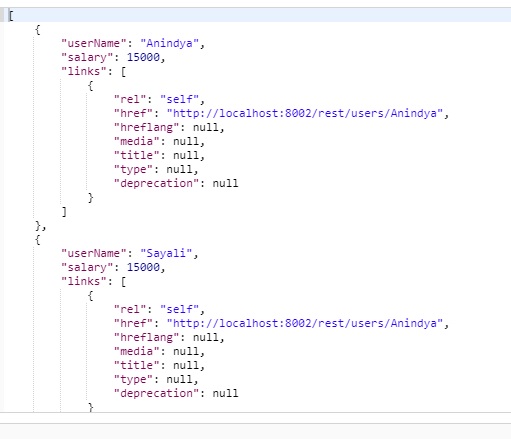 [
{
"userName": "Anindya",
"salary": 15000,
"links": [
{
"rel": "self",
"href": "http://localhost:8002/rest/users/Anindya",
"hreflang": null,
"media": null,
"title": null,
"type": null,
"deprecation": null
}
]
},
{
"userName": "Sayali",
"salary": 15000,
"links": [
{
"rel": "self",
"href": "http://localhost:8002/rest/users/Anindya",
"hreflang": null,
"media": null,
"title": null,
"type": null,
"deprecation": null
}